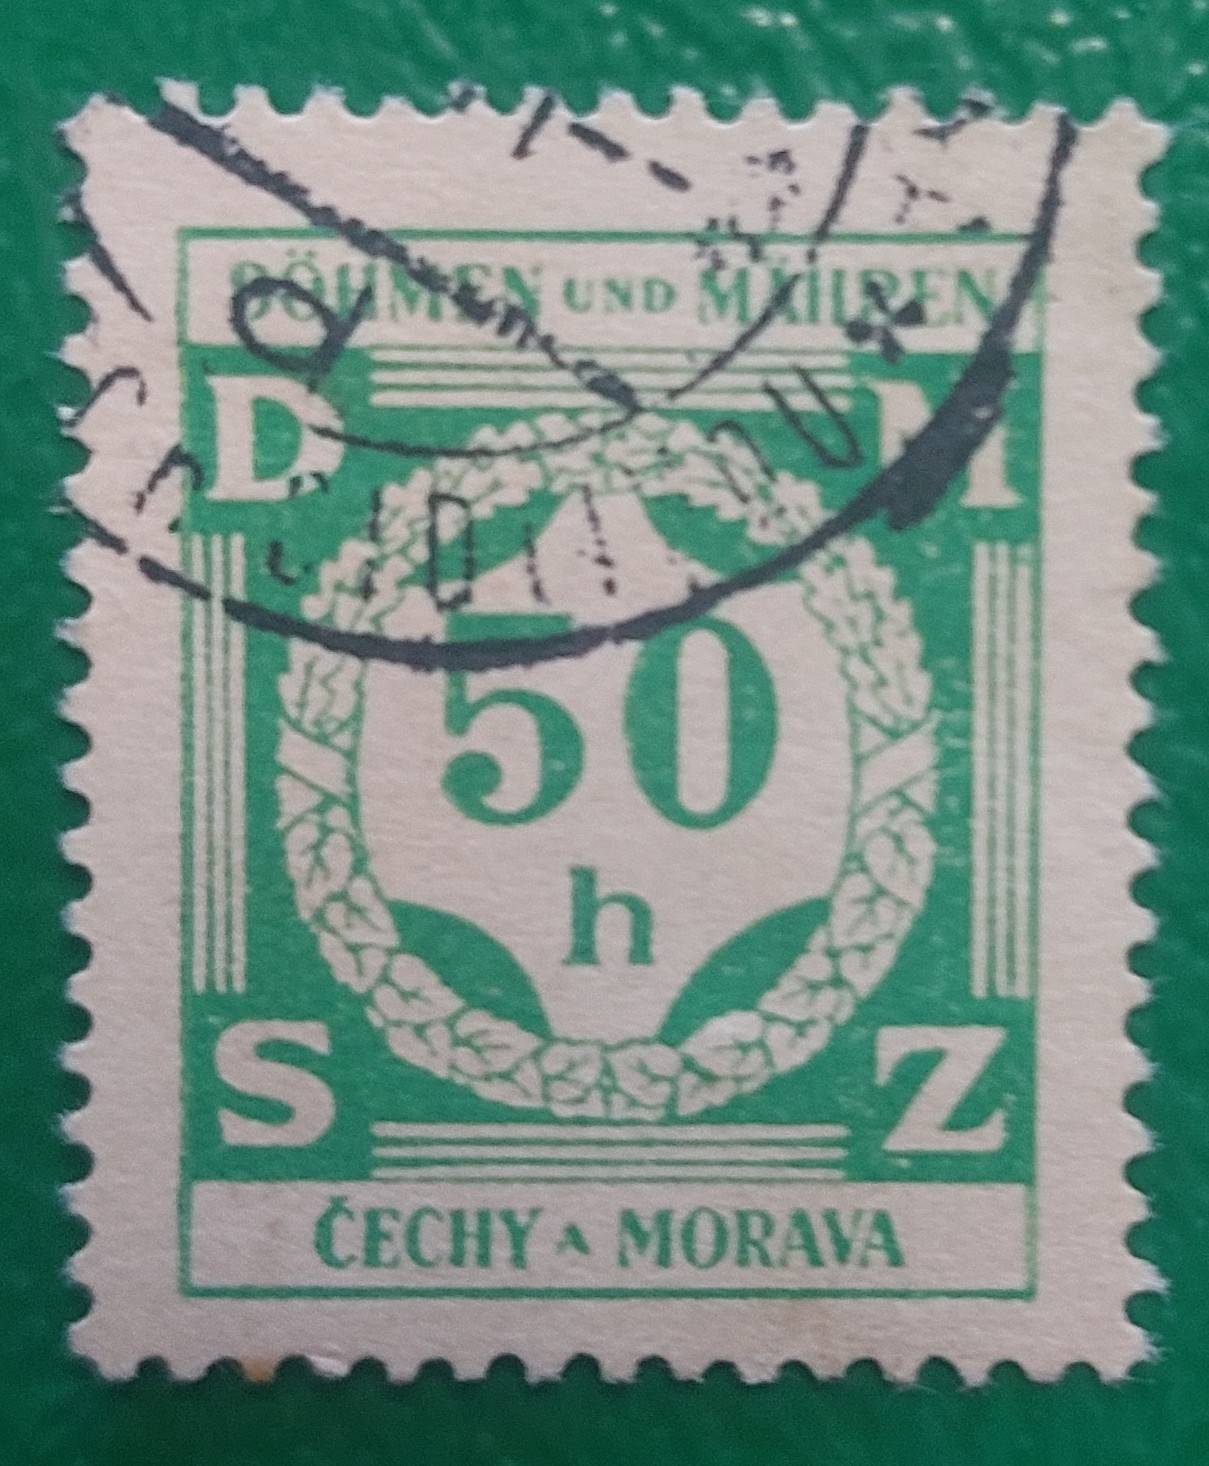 BÖHMEN UND MÄHREN
D M
50
h
S Z
ČECHY A MORAVA